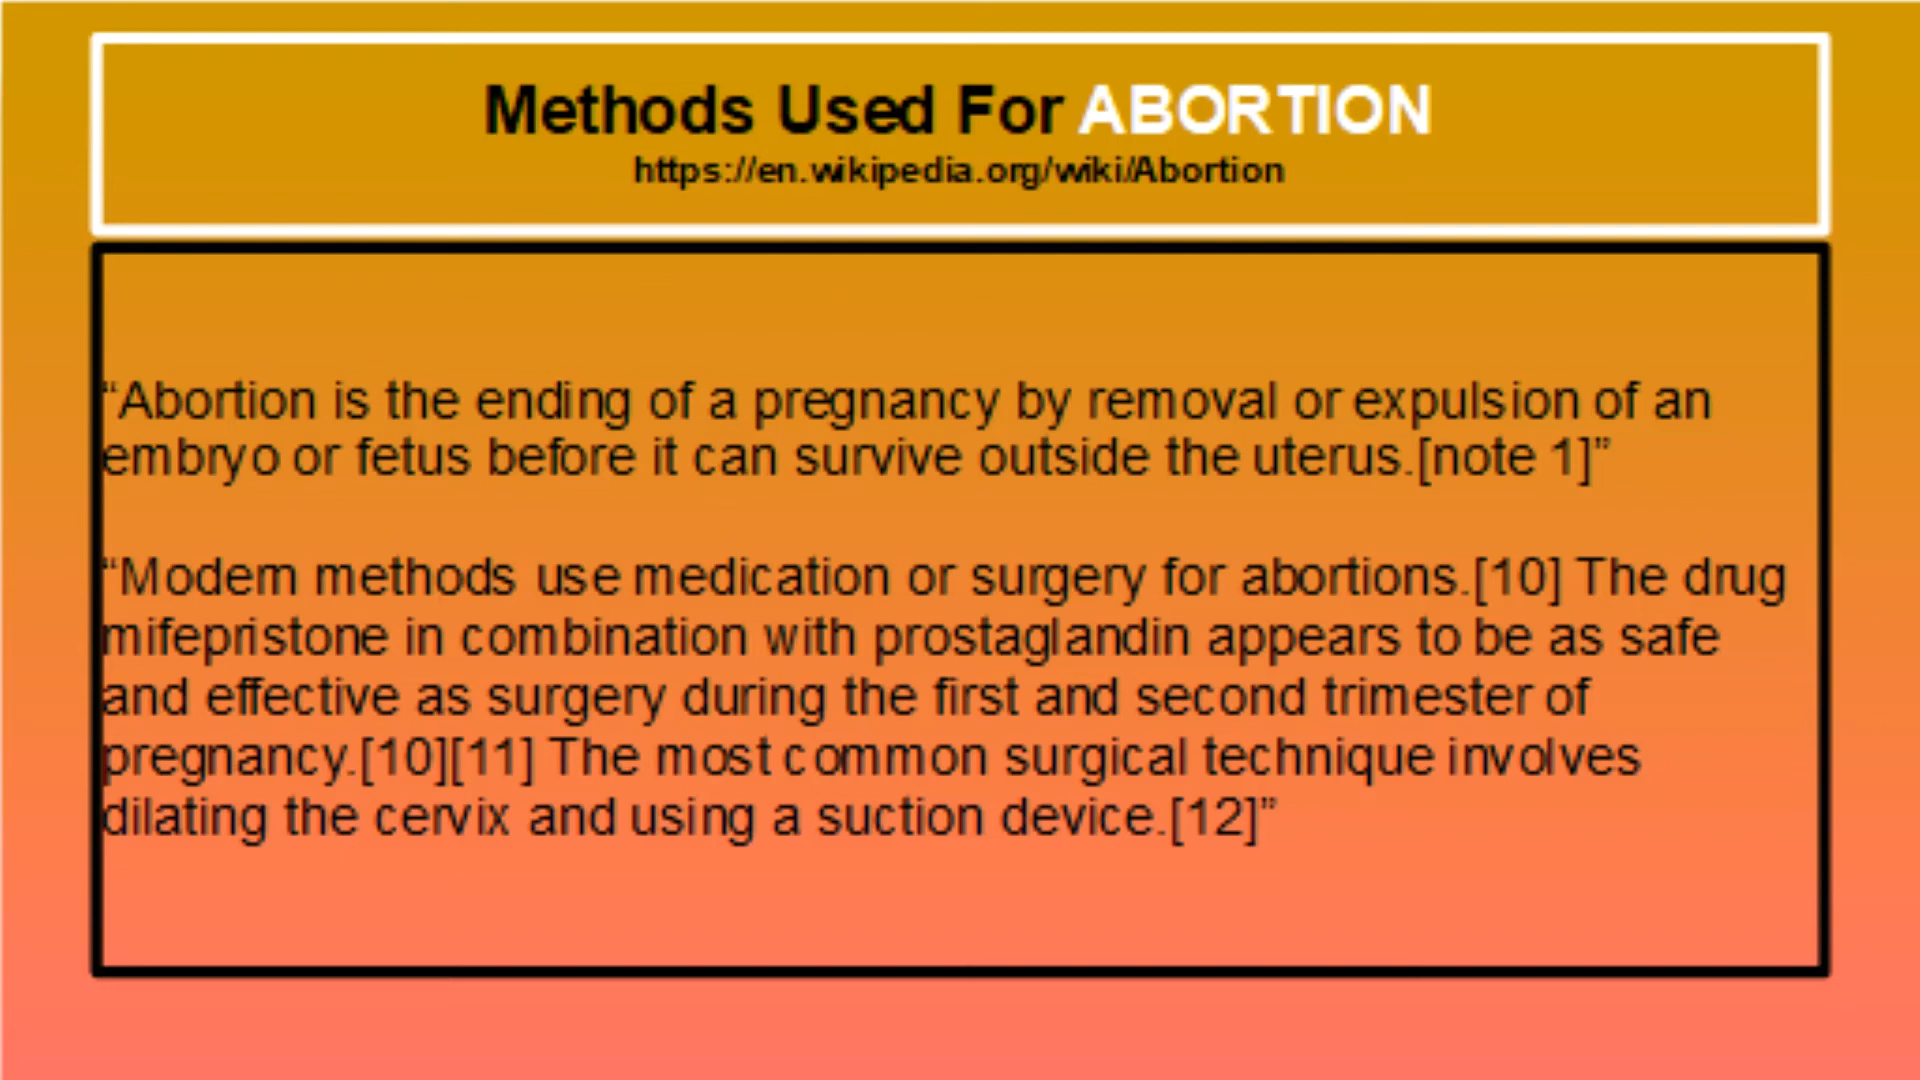 Methods Used For ABORTION
https://en.wikipedia.org/wiki/Abortion
“Abortion is the ending of a pregnancy by removal or expulsion of an
embryo or fetus before it can survive outside the uterus.[note 1]”
“Modern methods use medication or surgery for abortions.[10] The drug
mifepristone in combination with prostaglandin appears to be as safe
and effective as surgery during the first and second trimester of
pregnancy.[10][11] The most common surgical technique involves
dilating the cervix and using a suction device.[12]”